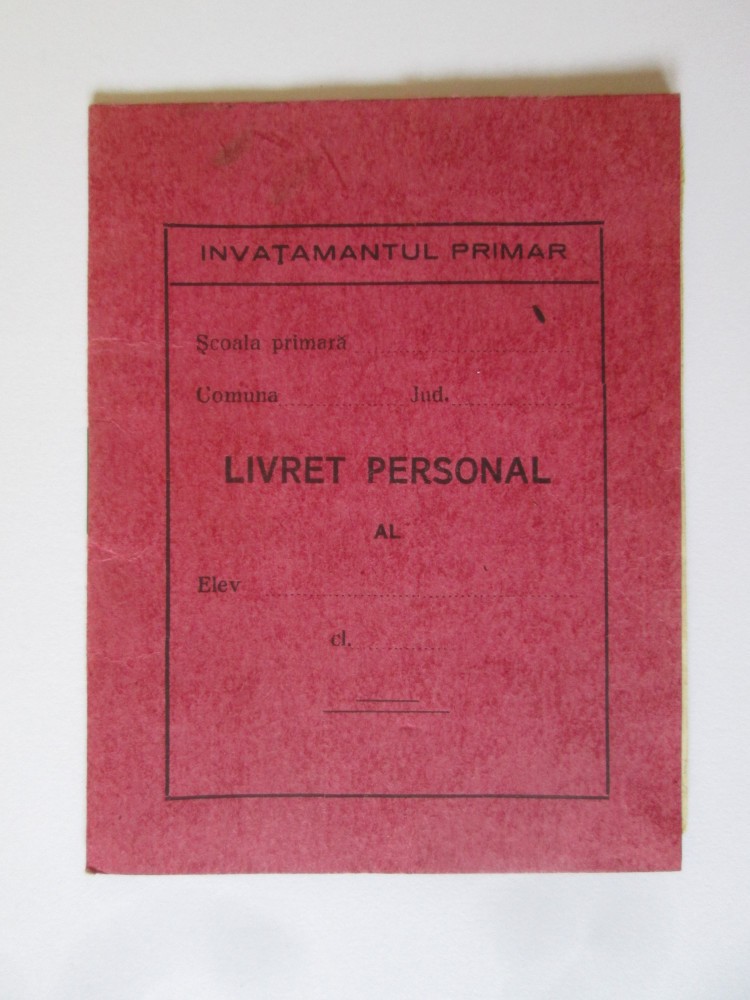 INVAŢAMANTUL PRIMAR
Şcoala primară
Comuna Jud.
LIVRET PERSONAL
AL
Elev
cl.